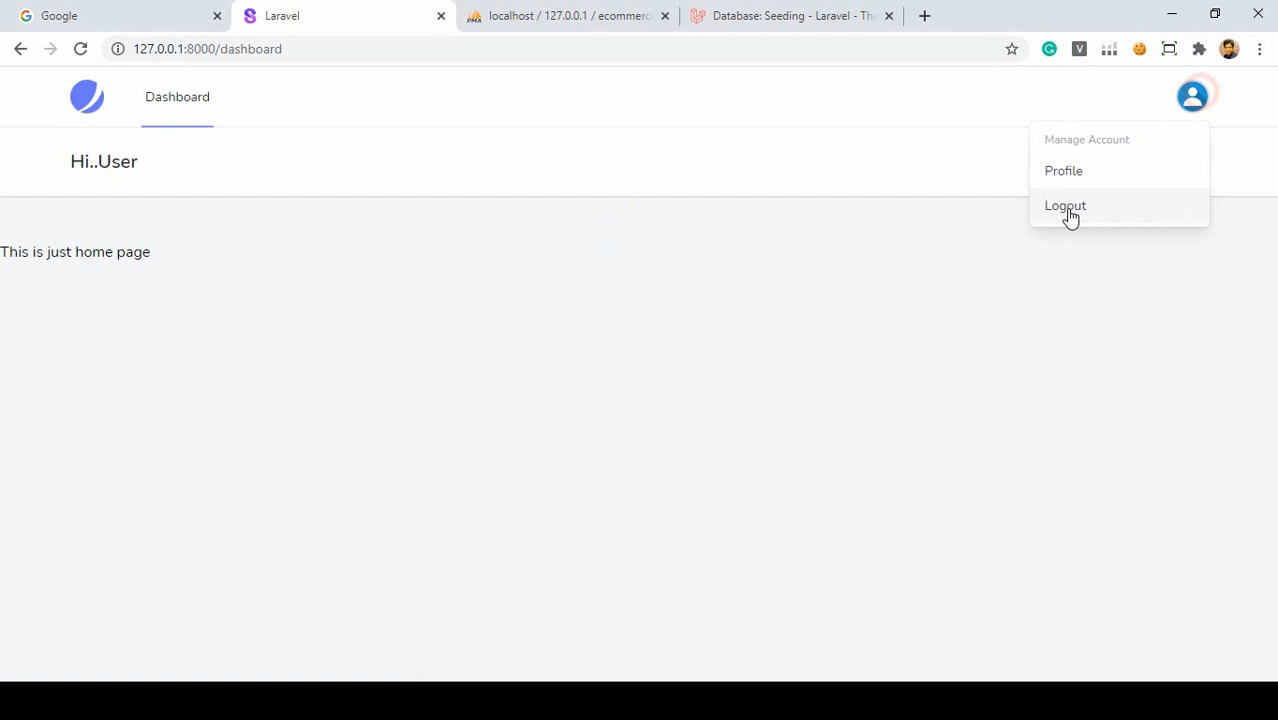 Google
Laravel
localhost / 127.0.0.1 / ecommerc
Database: Seeding - Laravel - The
127.0.0.1:8000/dashboard
Dashboard
Manage Account
Hi..User
Profile
Logout
This is just home page